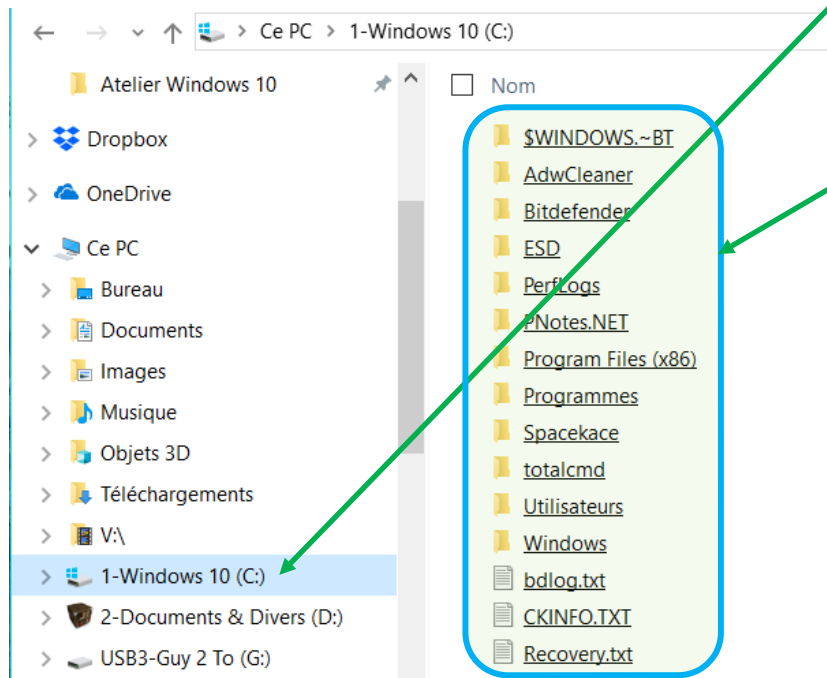 Ce PC > 1-Windows 10 (C:)
Atelier Windows 10
Dropbox
OneDrive
Ce PC
Bureau
Documents
Images
Musique
Objets 3D
Téléchargements
V:\
1-Windows 10 (C:)
2-Documents & Divers (D:)
USB3-Guy 2 To (G:)
Nom
$WINDOWS.~BT
AdwCleaner
Bitdefender
ESD
PerfLogs
PNotes.NET
Program Files (x86)
Programmes
Spacekace
totalcmd
Utilisateurs
Windows
bdlog.txt
CKINFO.TXT
Recovery.txt